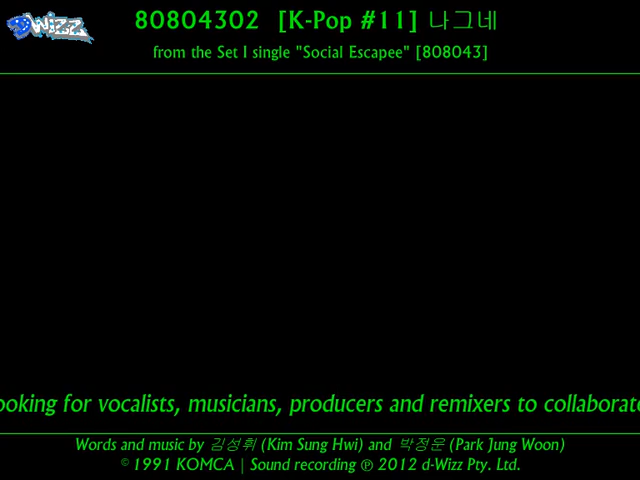 dWizz
80804302 [K-Pop #11] 나그네
from the Set I single "Social Escapee" [808043]
ooking for vocalists, musicians, producers and remixers to collaborate
Words and music by 김성휘 (Kim Sung Hwi) and 박정운 (Park Jung Woon)
© 1991 KOMCA | Sound recording ℗ 2012 d-Wizz Pty. Ltd.